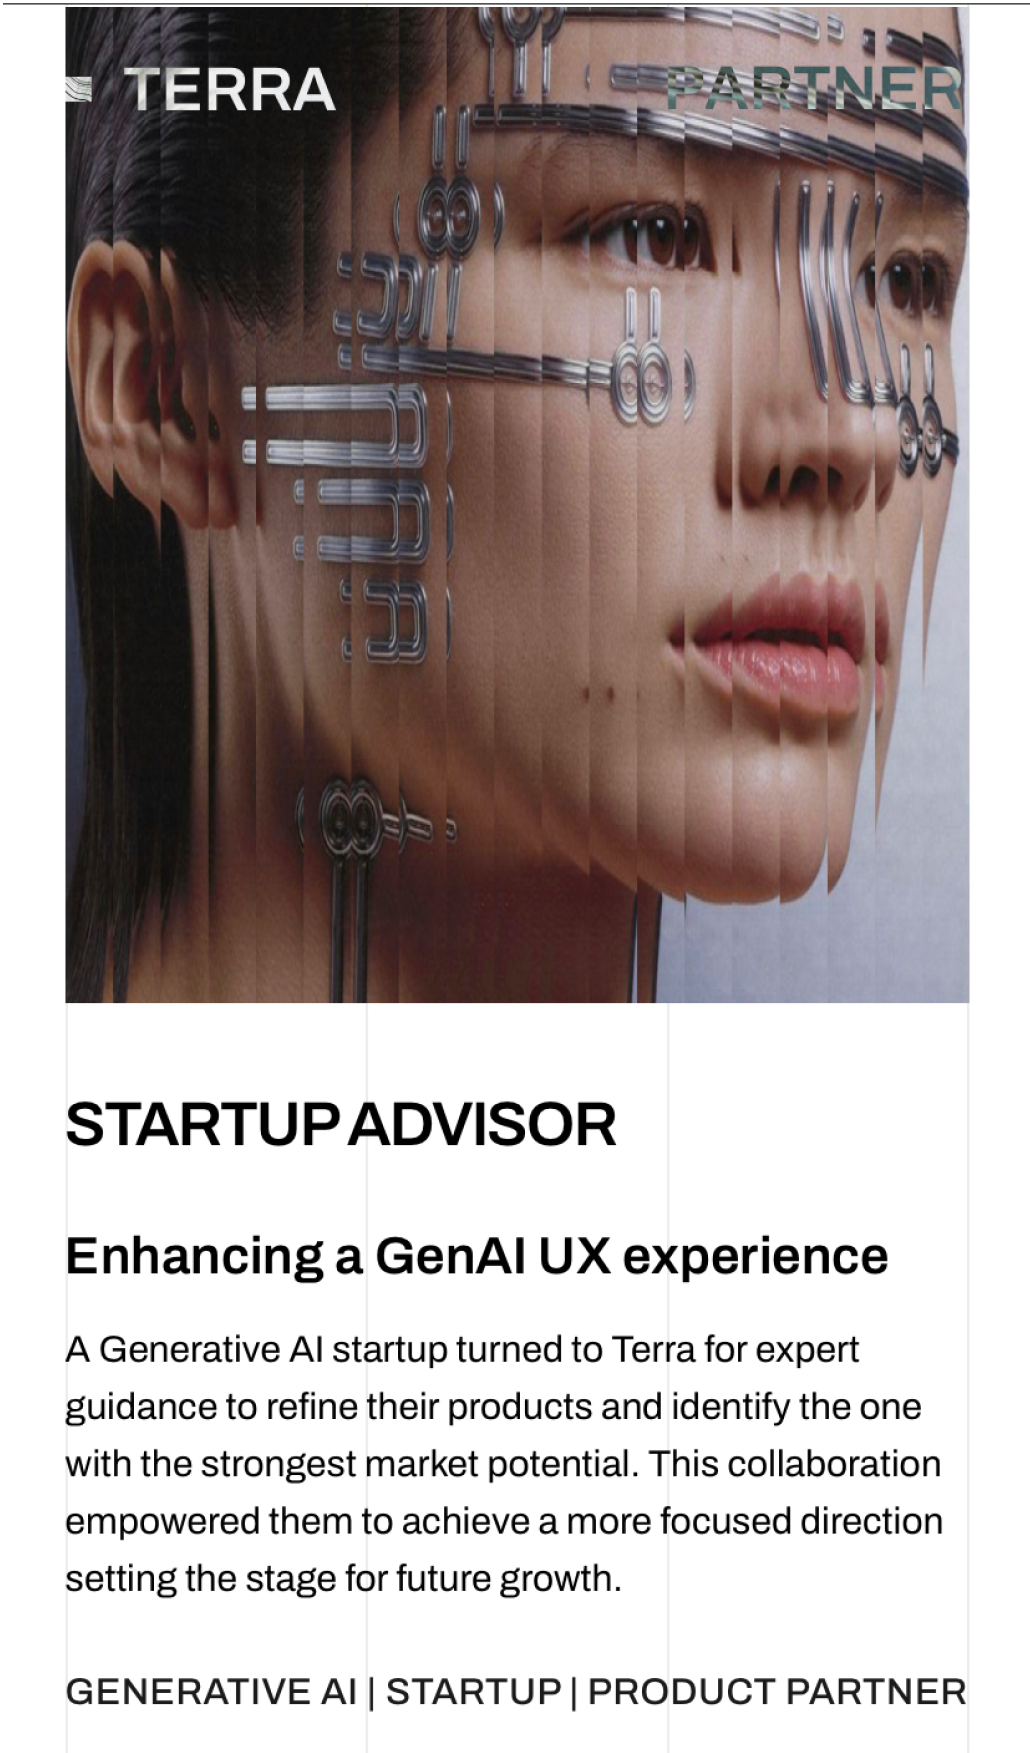 TERRA PARTNER
STARTUP ADVISOR
Enhancing a GenAI UX experience
A Generative AI startup turned to Terra for expert
guidance to refine their products and identify the one
with the strongest market potential. This collaboration
empowered them to achieve a more focused direction
setting the stage for future growth.
GENERATIVE AI | STARTUP | PRODUCT PARTNER